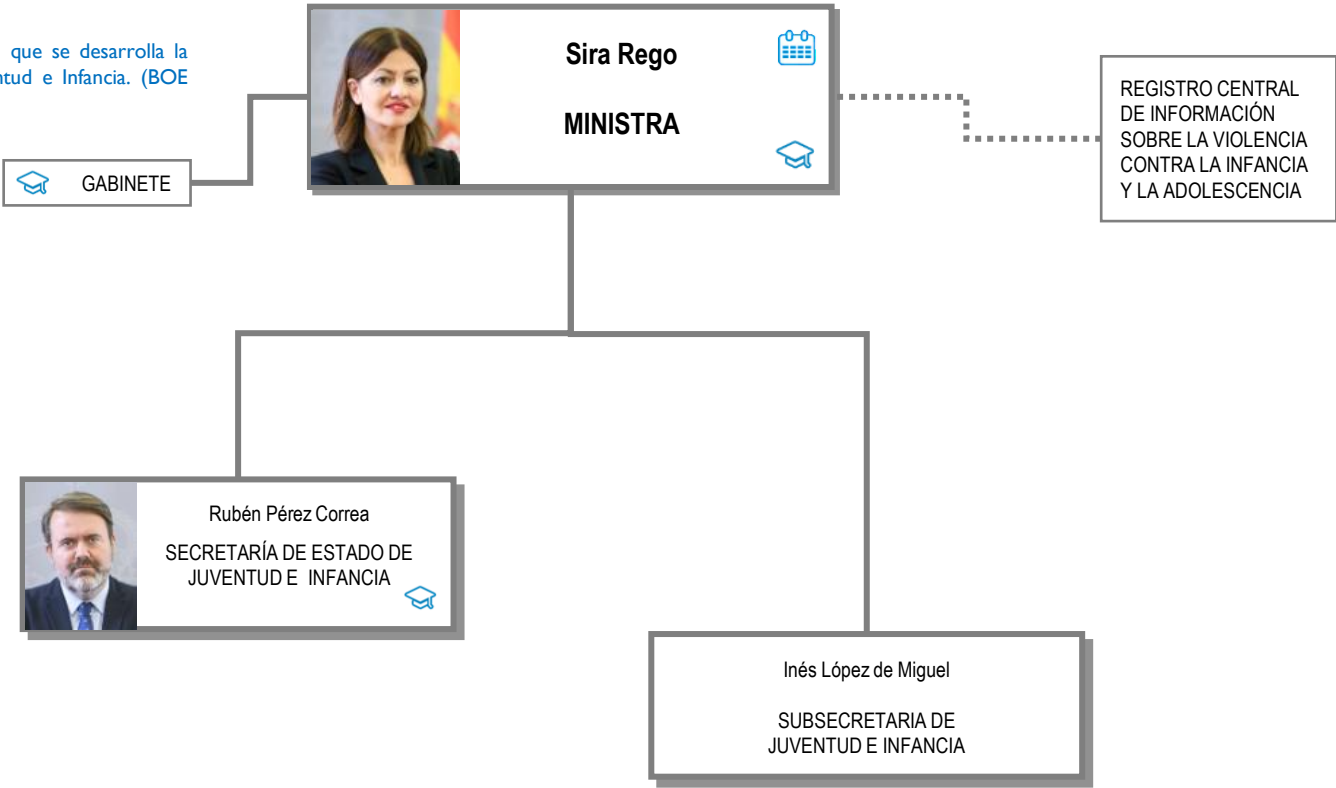 que se desarrolla la
e Infancia. (BOE
Sira Rego
MINISTRA
GABINETE
REGISTRO CENTRAL
DE INFORMACIÓN
SOBRE LA VIOLENCIA
CONTRA LA INFANCIA
Y LA ADOLESCENCIA
Rubén Pérez Correa
SECRETARÍA DE ESTADO DE
JUVENTUD E INFANCIA
Inés López de Miguel
SUBSECRETARIA DE
JUVENTUD E INFANCIA